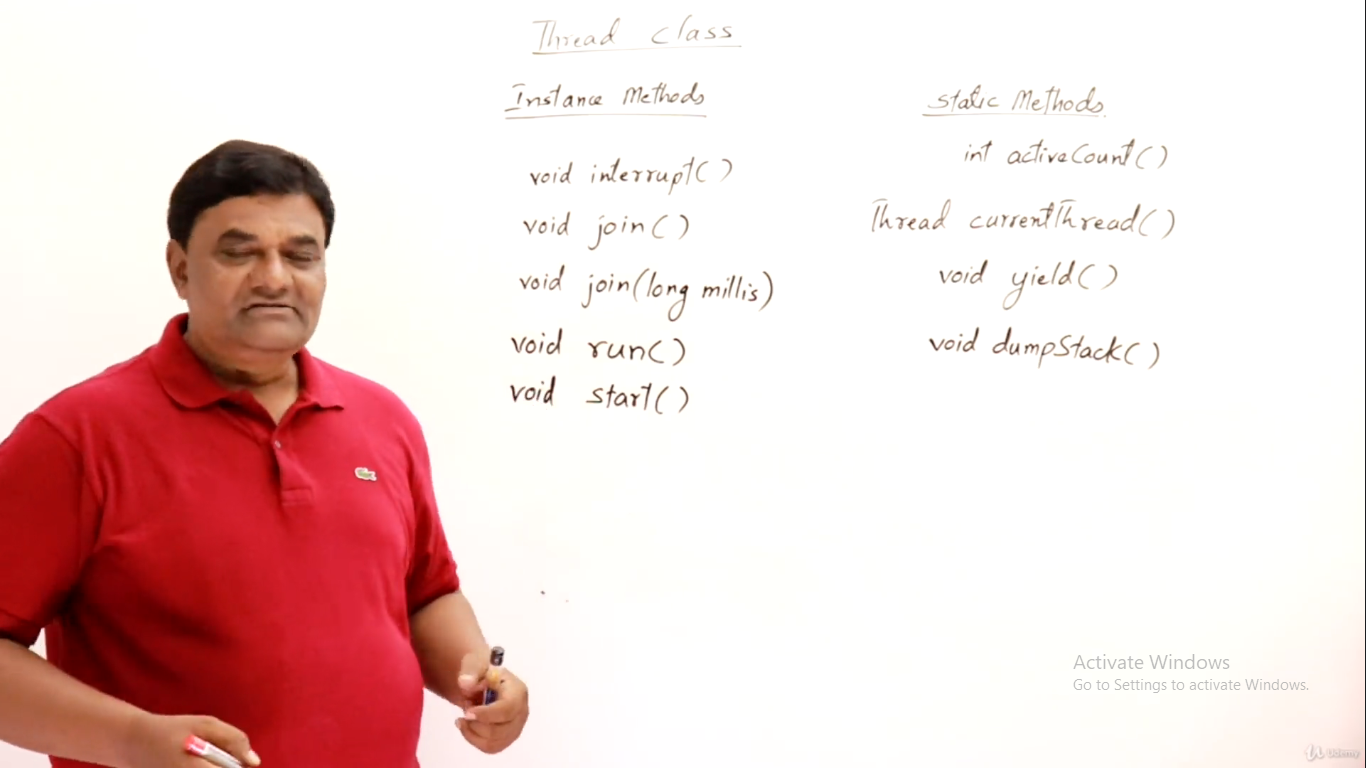 Thread class
Instance Methods
void interrupt()
void join()
void join(long millis)
void run()
void start()
Static Methods
int activeCount()
Thread currentThread()
void yield()
void dumpStack()
Activate Windows
Go to Settings to activate Windows.
Udemy